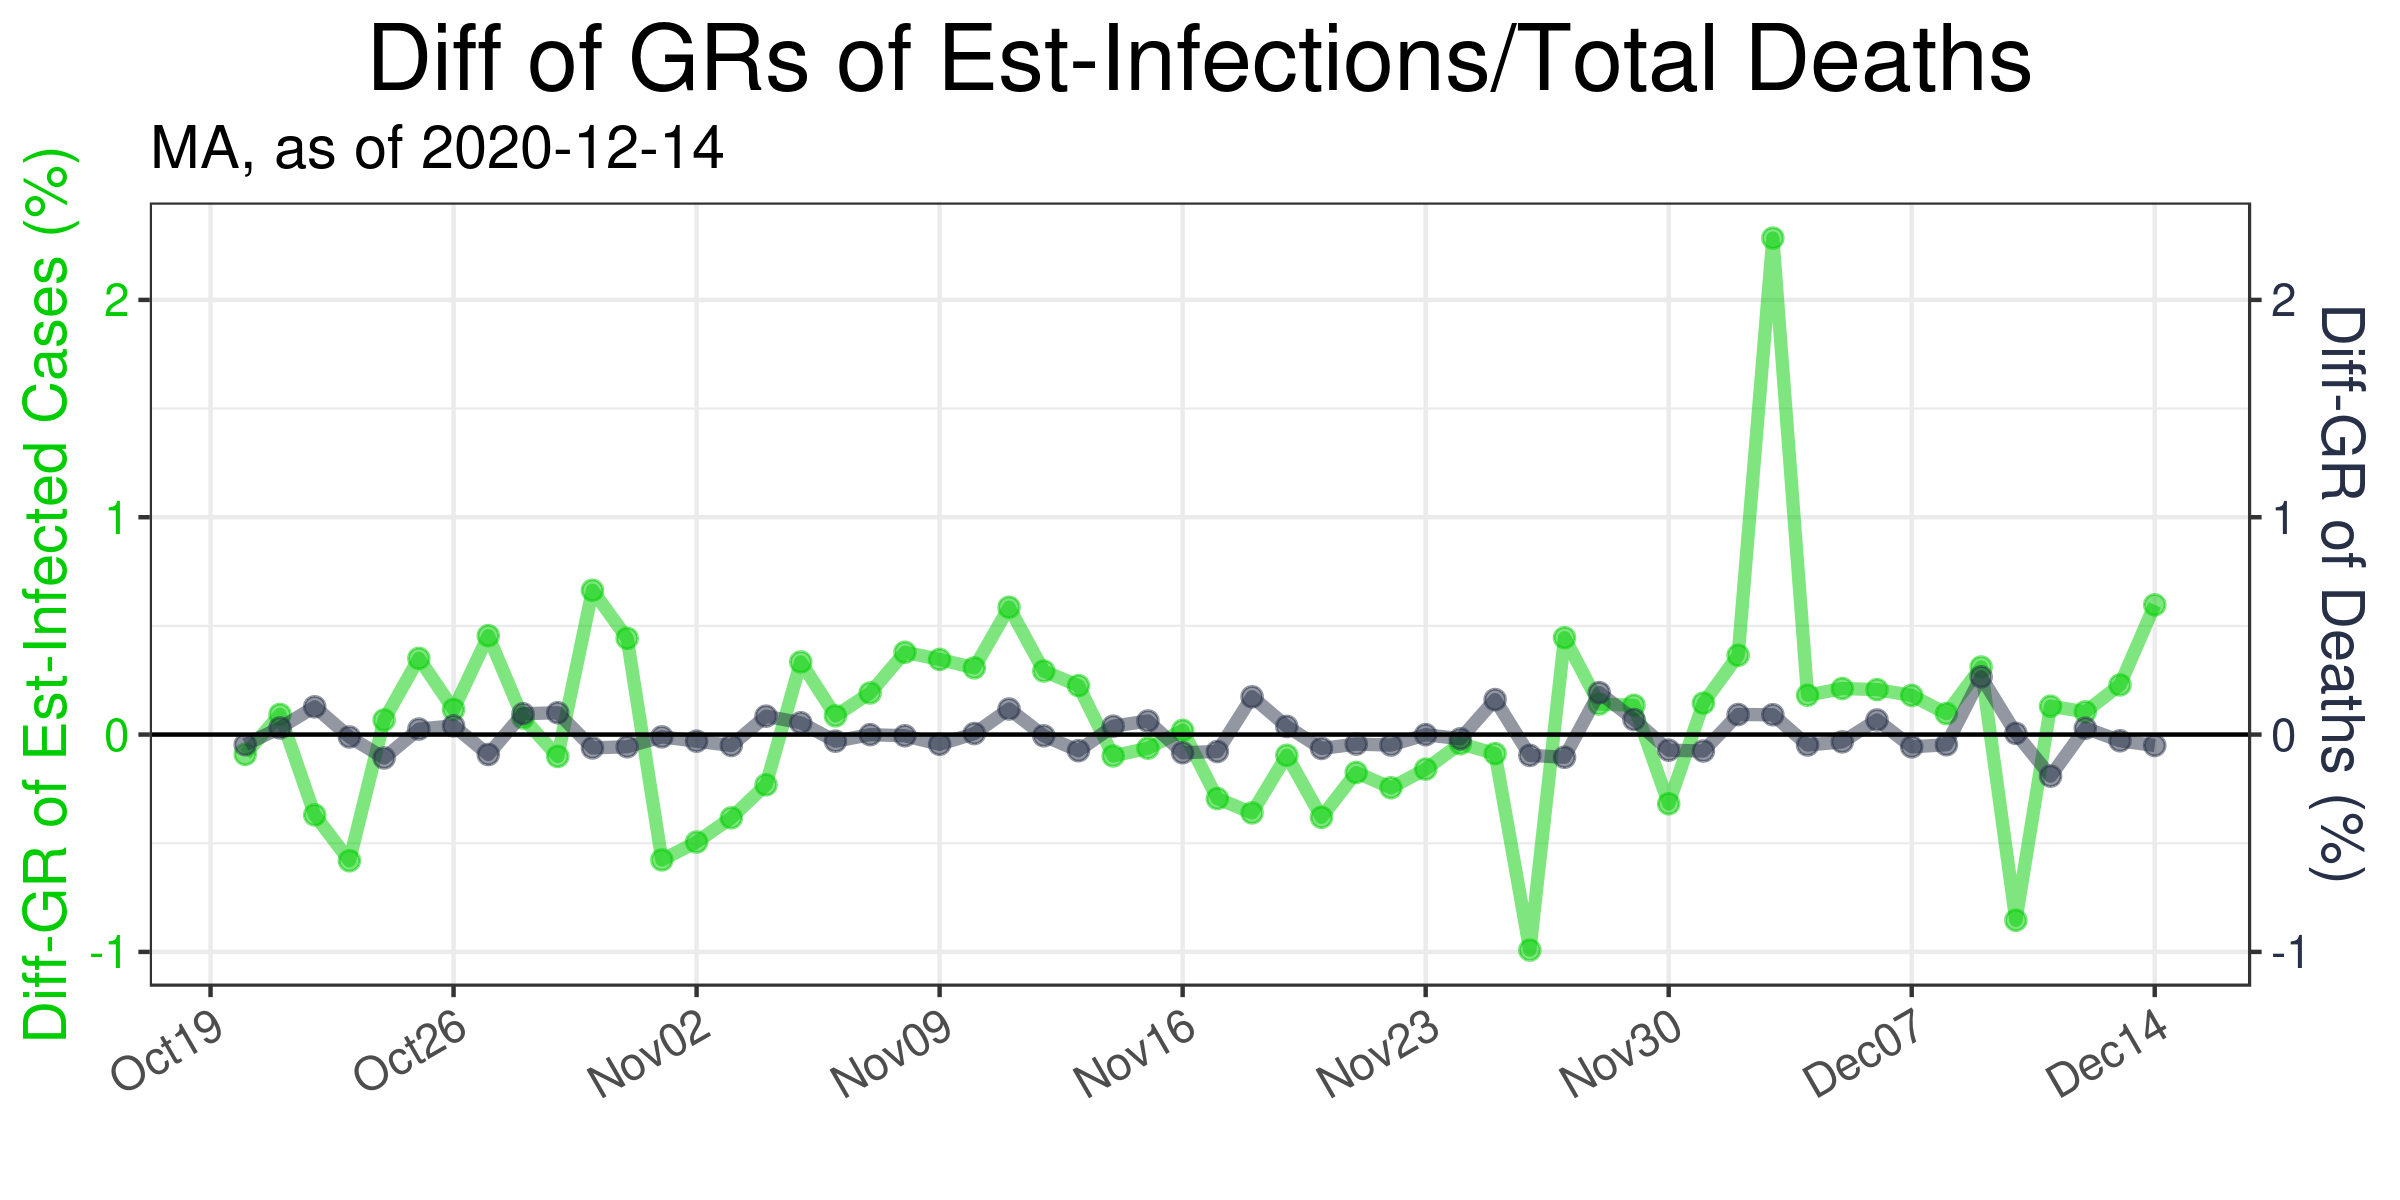 Diff of GRs of Est-Infections/Total Deaths
MA, as of 2020-12-14
Diff-GR of Est-Infected Cases (%)
2
1
0
-1
2
1
0
-1
Diff-GR of Deaths (%)
Oct19
Oct26
Nov02
Nov09
Nov16
Nov23
Nov30
Dec07
Dec14